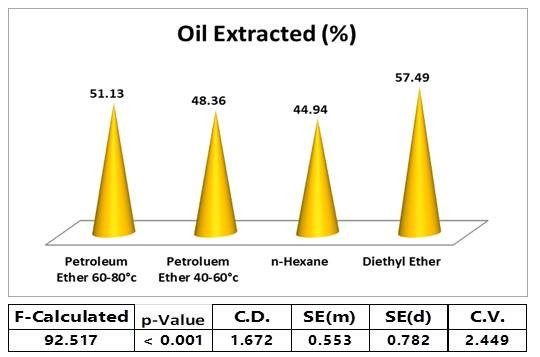 Oil Extracted (%)
57.49
51.13
48.36
44.94
Petroleum
Ether 60-80°c
Petroluem
Ether 40-60°c
n-Hexane
Diethyl Ether
F-Calculated p-Value C.D. SE(m) SE(d) C.V.
92.517 < 0.001 1.672 0.553 0.782 2.449